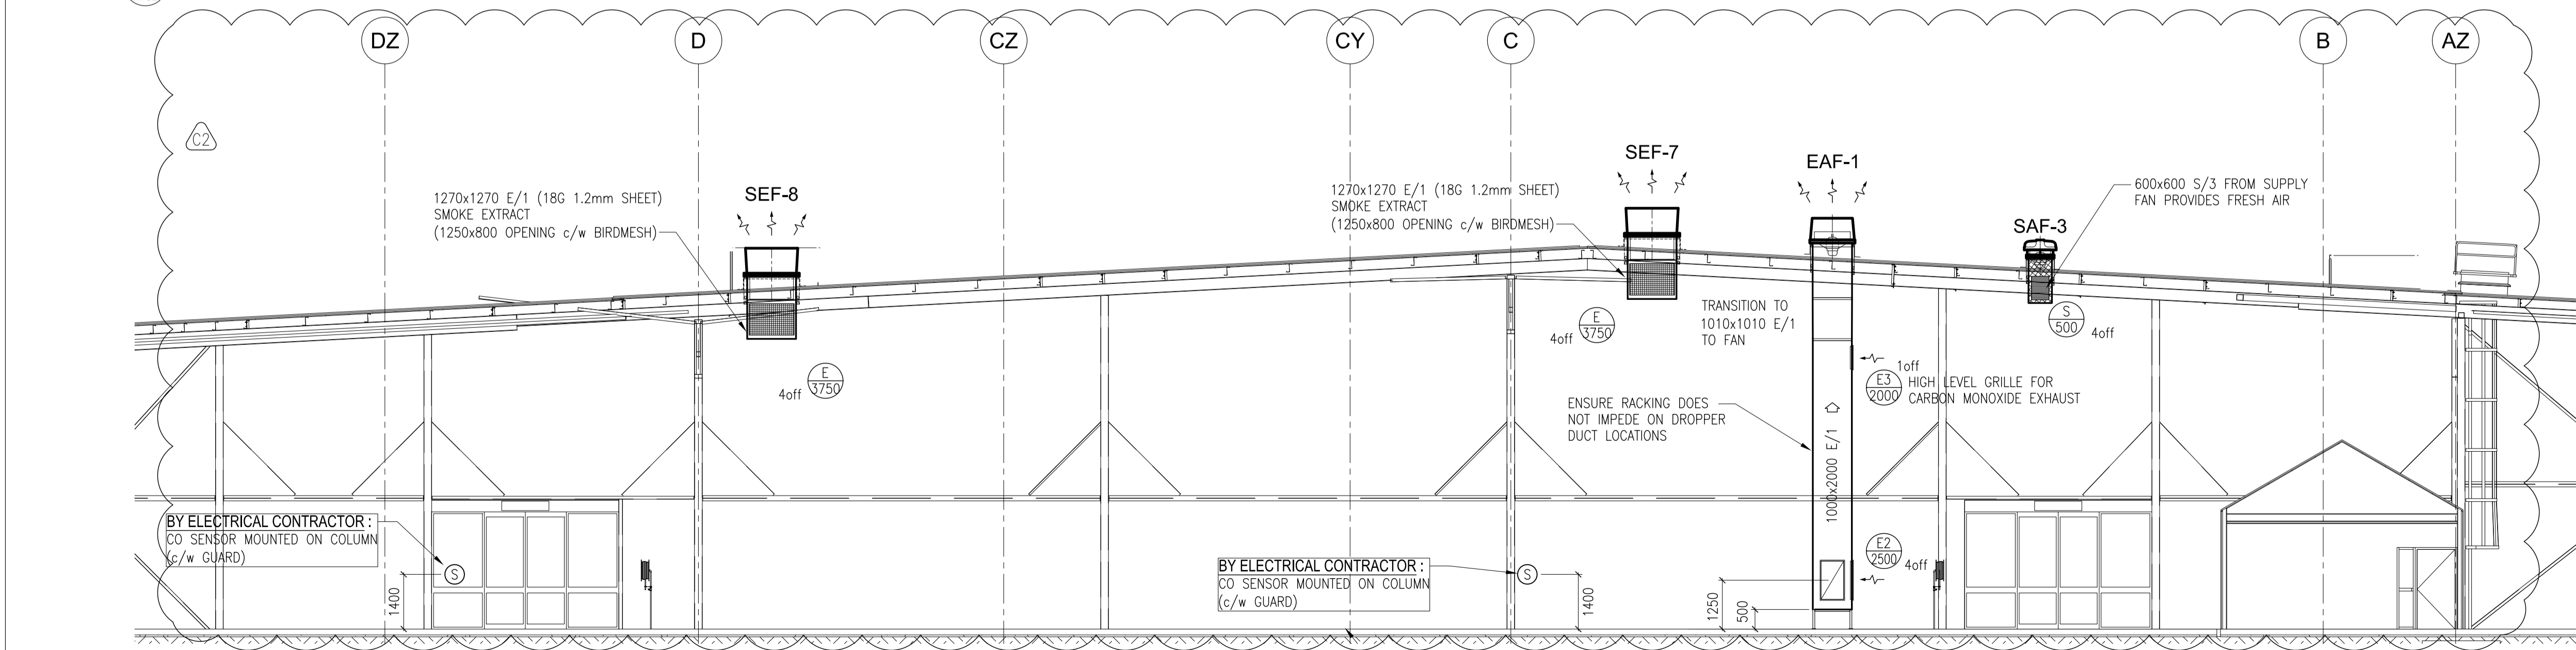 DZ
D
CZ
CY
C
B
AZ
C2
SEF-8
1270x1270 E/1 (18G 1.2mm SHEET)
SMOKE EXTRACT
(1250x800 OPENING c/w BIRDMESH)
4off
E
3750
SEF-7
1270x1270 E/1 (18G 1.2mm SHEET)
SMOKE EXTRACT
(1250x800 OPENING c/w BIRDMESH)
4off
E
3750
EAF-1
TRANSITION TO
1010x1010 E/1
TO FAN
SAF-3
600x600 S/3 FROM SUPPLY
FAN PROVIDES FRESH AIR
S
500
4off
1off
E3
2000
HIGH LEVEL GRILLE FOR
CARBON MONOXIDE EXHAUST
ENSURE RACKING DOES
NOT IMPEDE ON DROPPER
DUCT LOCATIONS
1000x2000 E/1
E2
2500
4off
BY ELECTRICAL CONTRACTOR :
CO SENSOR MOUNTED ON COLUMN
(c/w GUARD)
S
1400
BY ELECTRICAL CONTRACTOR :
CO SENSOR MOUNTED ON COLUMN
(c/w GUARD)
S
1400
1250
500